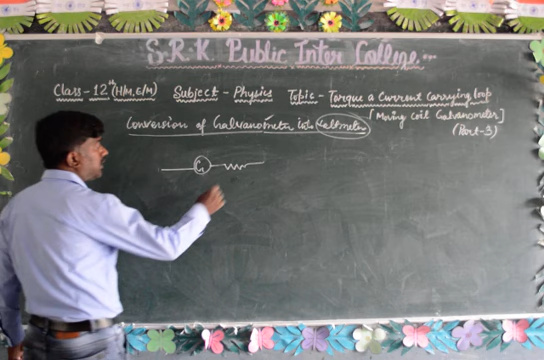 S.R.K Public Inter College...
Class - 12th (H/M, E/M) Subject - Physics Topic - Torque a Current Carrying loop
Conversion of Galvanometer into Voltmeter [Moving Coil Galvanometer]
(Part-3)
G